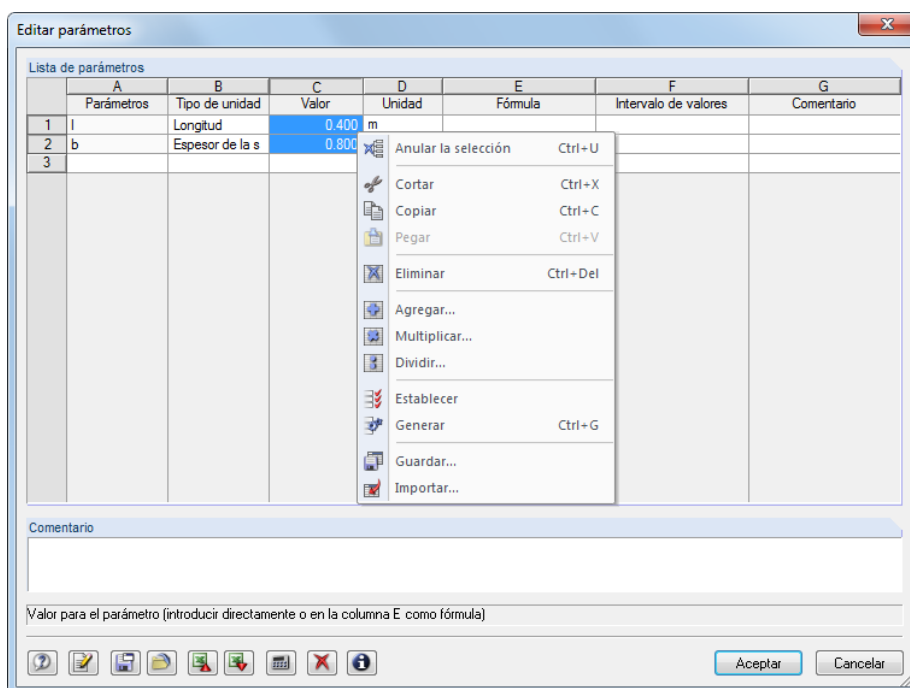 Editar parámetros
Lista de parámetros
A B C D E F G
Parámetros Tipo de unidad Valor Unidad Fórmula Intervalo de valores Comentario
1 l Longitud 0.400 m
2 b Espesor de la s 0.800
3
Anular la selección Ctrl+U
Cortar Ctrl+X
Copiar Ctrl+C
Pegar Ctrl+V
Eliminar Ctrl+Del
Agregar...
Multiplicar...
Dividir...
Establecer
Generar Ctrl+G
Guardar...
Importar...
Comentario
Valor para el parámetro (introducir directamente o en la columna E como fórmula)
Aceptar Cancelar